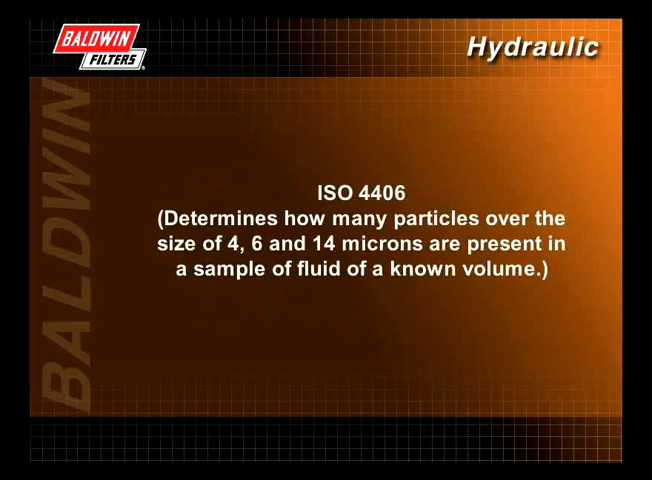 BALDWIN
FILTERS®
Hydraulic
BALDWIN
ISO 4406
(Determines how many particles over the
size of 4, 6 and 14 microns are present in
a sample of fluid of a known volume.)